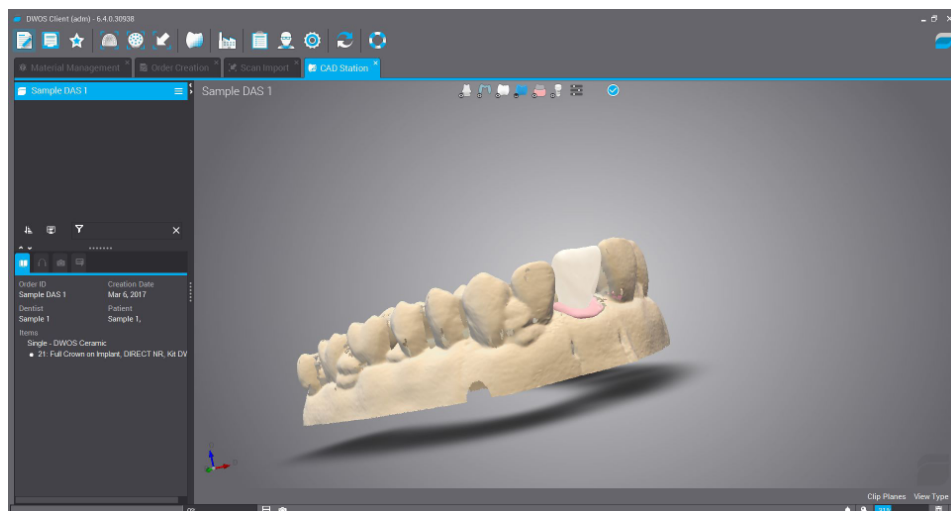 DWOS Client (adm) - 6.4.0.30938
Material Management
Order Creation
Scan Import
CAD Station
Sample DAS 1
Sample DAS 1
Order ID
Creation Date
Sample DAS 1
Mar 6, 2017
Dentist
Patient
Sample 1
Sample 1,
Items
Single - DWOS Ceramic
21: Full Crown on Implant, DIRECT NR, Kit DW
Clip Planes
View Type